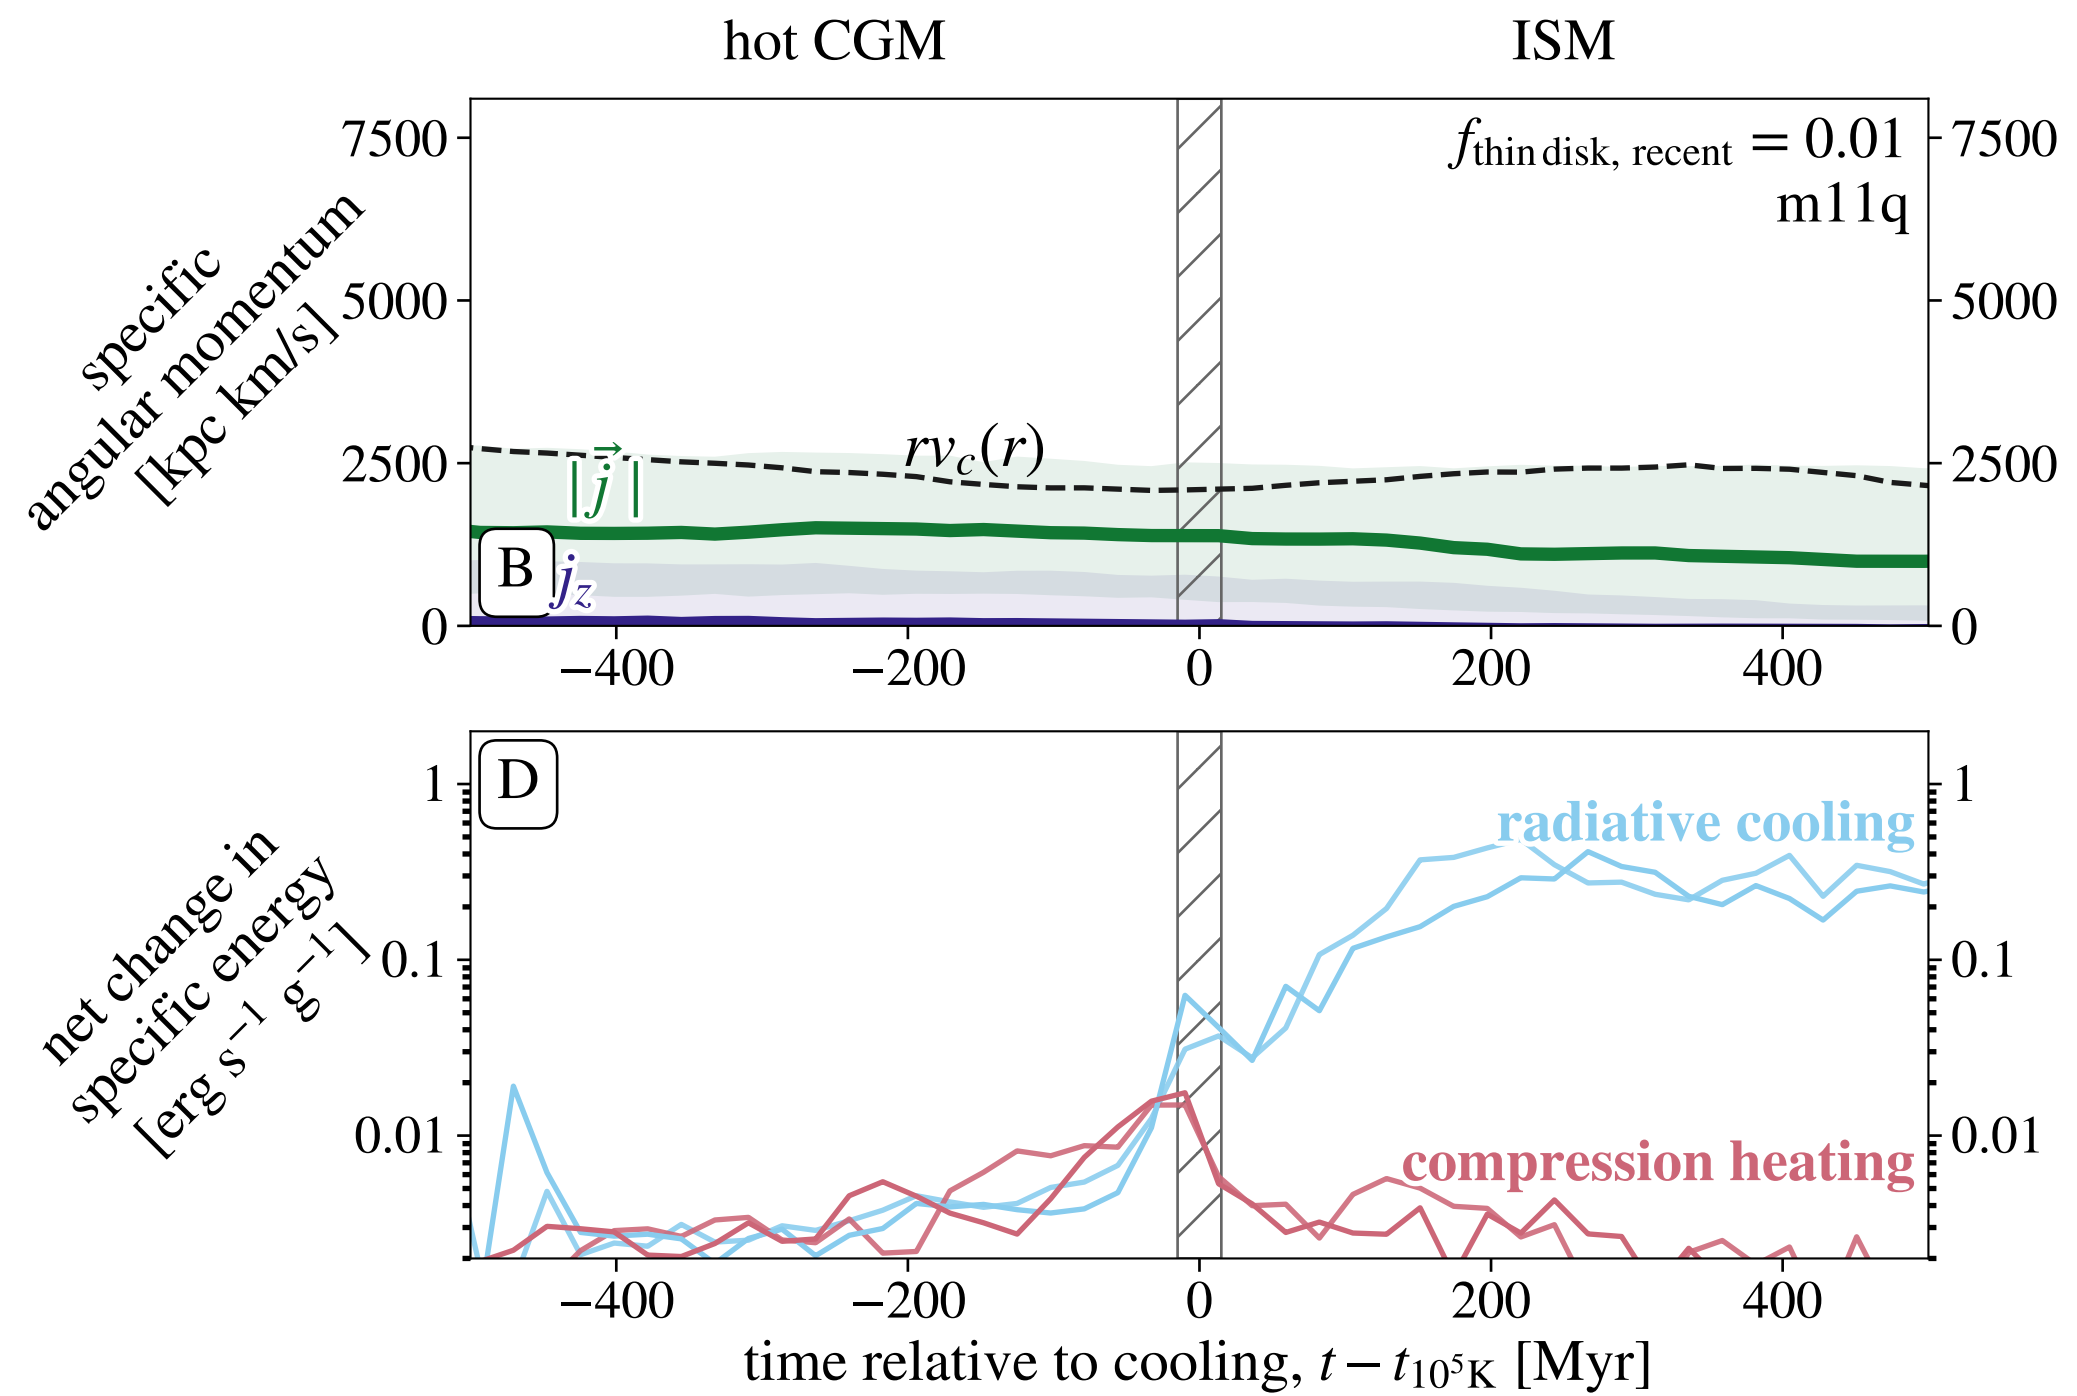 hot CGM
ISM
7500
5000
2500
0
specific
angular momentum
[kpc km/s]
f_thin disk, recent = 0.01
m11q
7500
5000
2500
0
rv_c(r)
|j⃗|
B
j_z
−400
−200
0
200
400
D
1
0.1
0.01
net change in
specific energy
[erg s⁻¹ g⁻¹]
radiative cooling
compression heating
1
0.1
0.01
−400
−200
0
200
400
time relative to cooling, t − t_10⁵K [Myr]